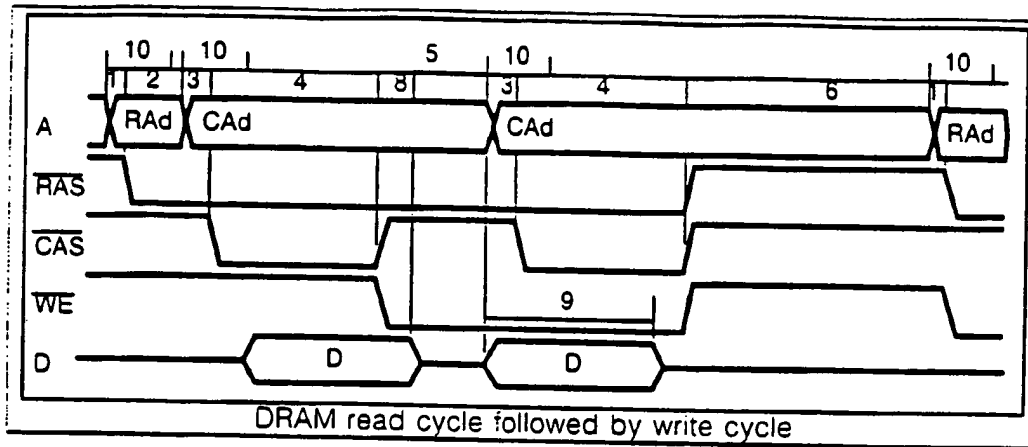 10 10 5 10 10
1 2 3 4 8 3 4 6 1
A RAd CAd CAd RAd
RAS
CAS
WE
9
D D D
DRAM read cycle followed by write cycle